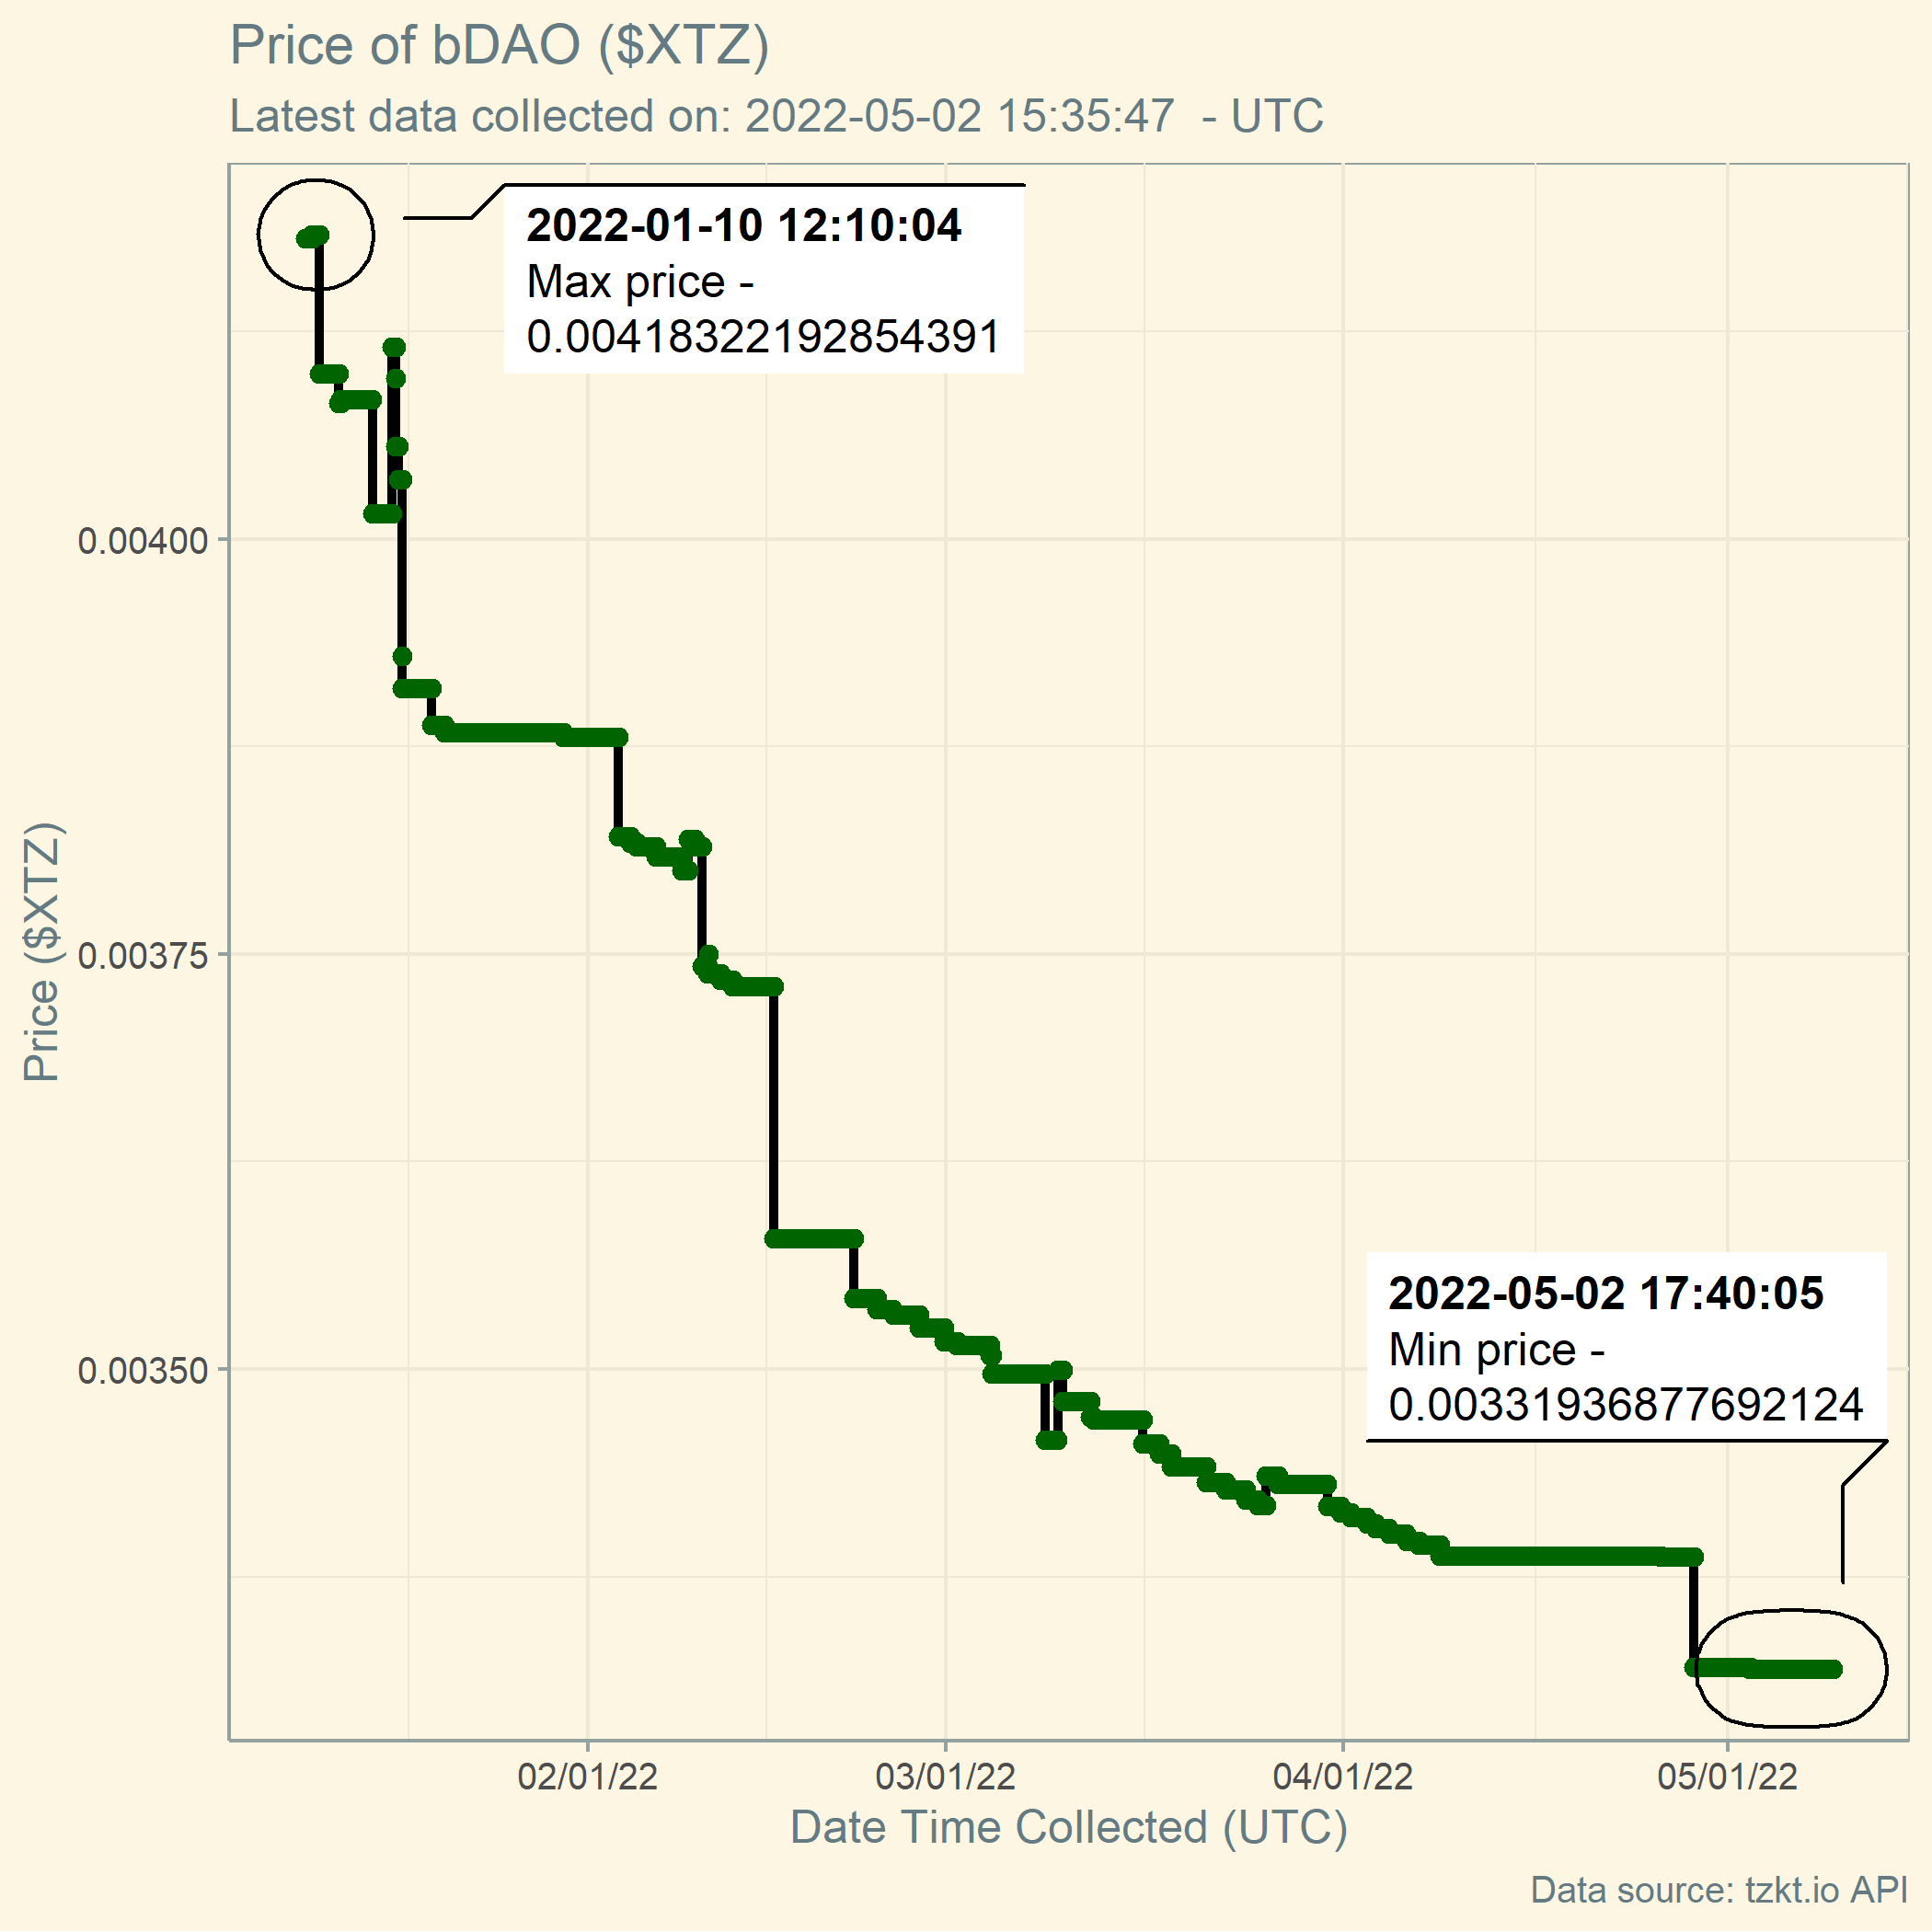 Price of bDAO ($XTZ)
Latest data collected on: 2022-05-02 15:35:47  - UTC
2022-01-10 12:10:04
Max price -
0.00418322192854391
0.00400
0.00375
0.00350
Price ($XTZ)
2022-05-02 17:40:05
Min price -
0.00331936877692124
02/01/22
03/01/22
04/01/22
05/01/22
Date Time Collected (UTC)
Data source: tzkt.io API